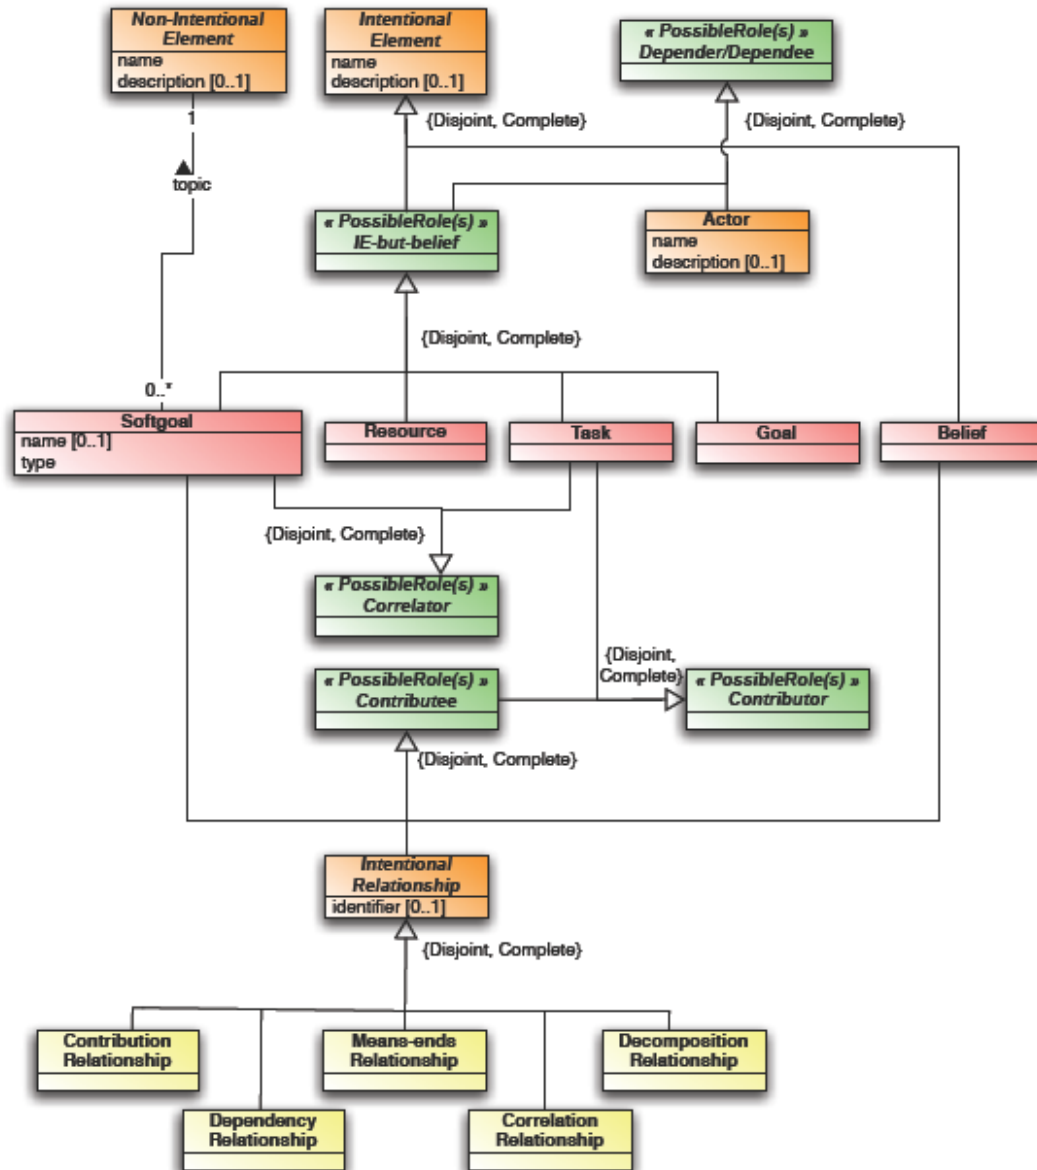 Non-Intentional
Element
name
description [0..1]
Intentional
Element
name
description [0..1]
« PossibleRole(s) »
Depender/Dependee
1
{Disjoint, Complete}
{Disjoint, Complete}
topic
« PossibleRole(s) »
IE-but-belief
Actor
name
description [0..1]
{Disjoint, Complete}
0..*
Softgoal
name [0..1]
type
Resource
Task
Goal
Belief
{Disjoint, Complete}
« PossibleRole(s) »
Correlator
{Disjoint,
Complete}
« PossibleRole(s) »
Contributee
« PossibleRole(s) »
Contributor
{Disjoint, Complete}
Intentional
Relationship
identifier [0..1]
{Disjoint, Complete}
Contribution
Relationship
Means-ends
Relationship
Decomposition
Relationship
Dependency
Relationship
Correlation
Relationship